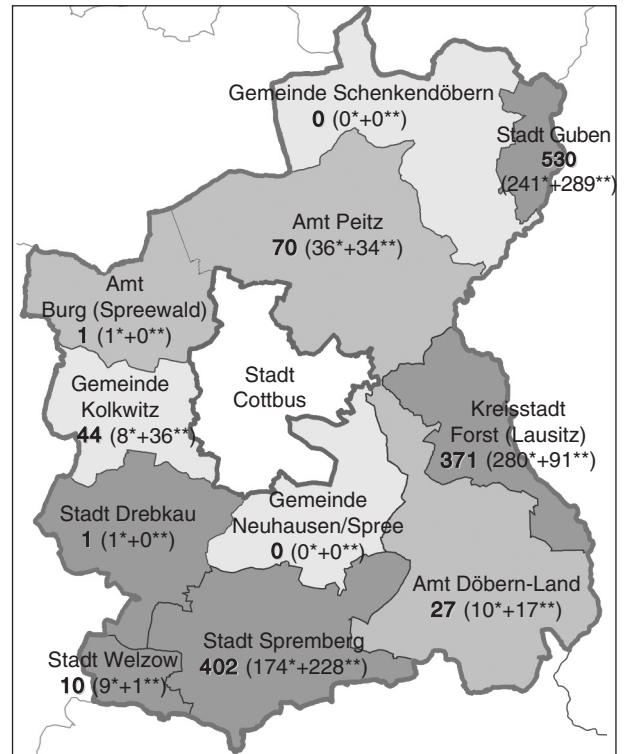 Gemeinde Schenkendöbern
0 (0*+0**)
Stadt Guben
530
(241*+289**)
Amt Peitz
70 (36*+34**)
Amt
Burg (Spreewald)
1 (1*+0**)
Stadt
Cottbus
Gemeinde
Kolkwitz
44 (8*+36**)
Kreisstadt
Forst (Lausitz)
371 (280*+91**)
Gemeinde
Neuhausen/Spree
0 (0*+0**)
Stadt Drebkau
1 (1*+0**)
Amt Döbern-Land
27 (10*+17**)
Stadt Spremberg
402 (174*+228**)
Stadt Welzow
10 (9*+1**)